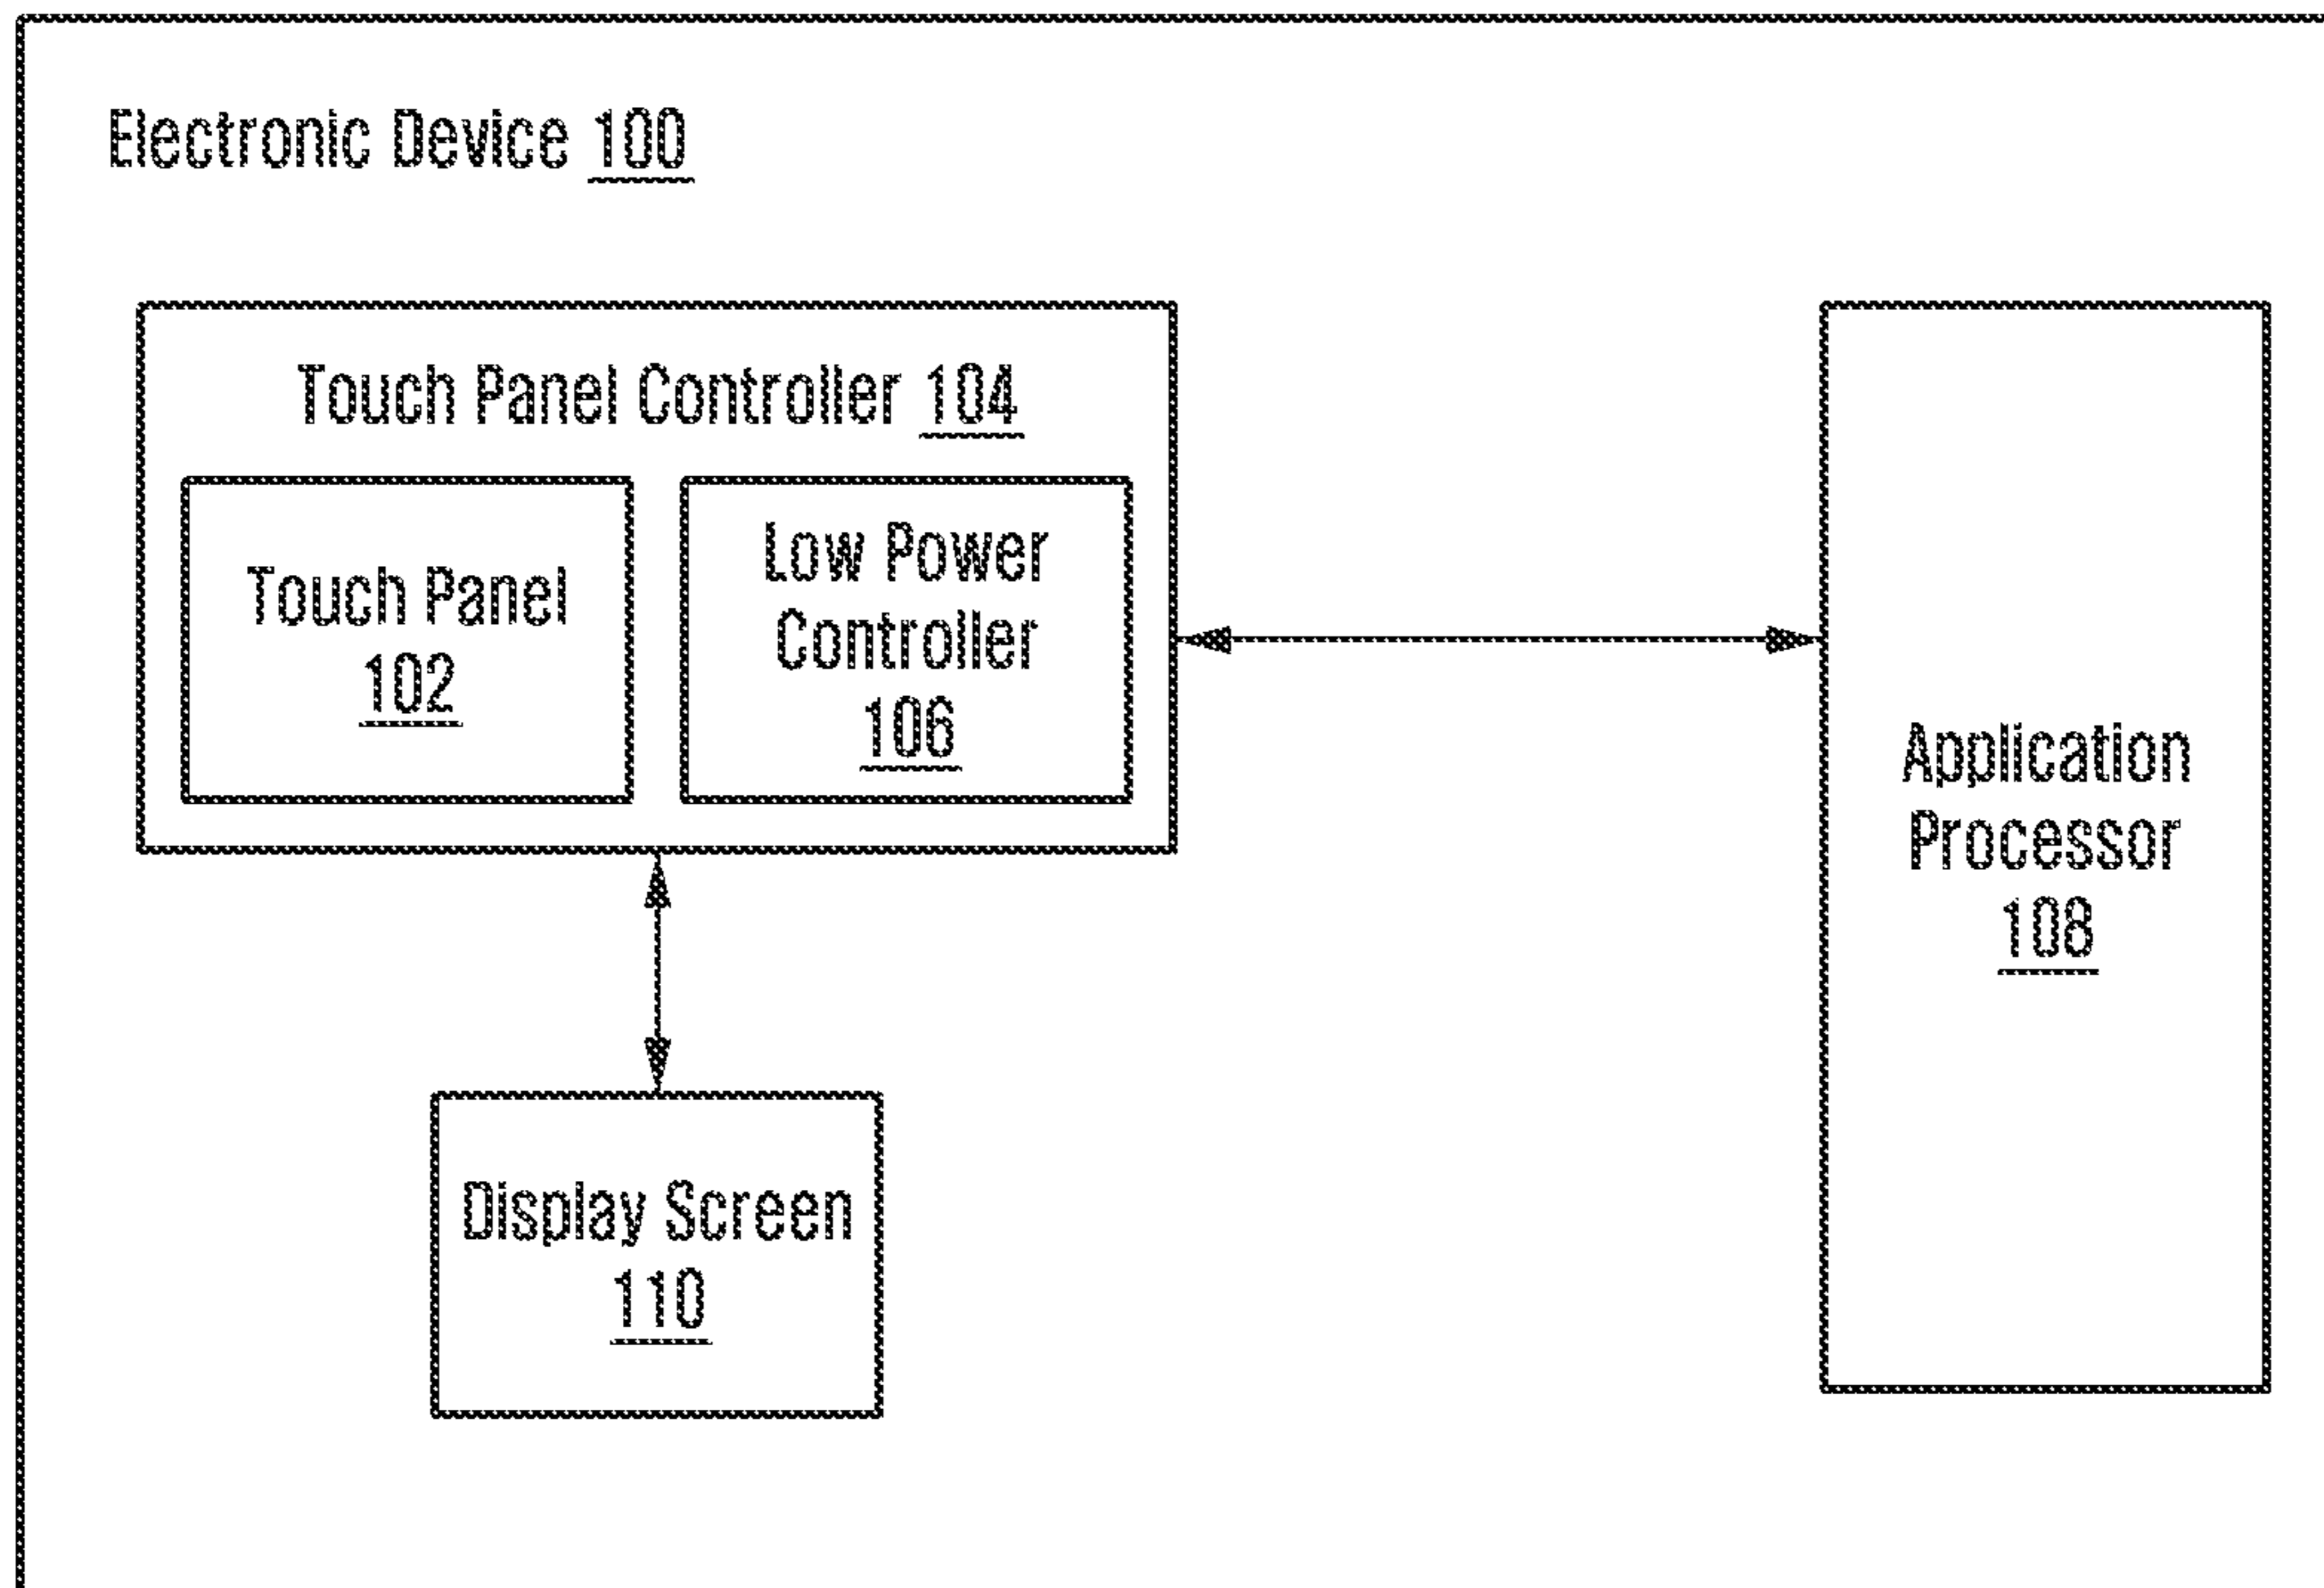 Electronic Device 100
Touch Panel Controller 104
Touch Panel
102
Low Power
Controller
106
Application
Processor
108
Display Screen
110